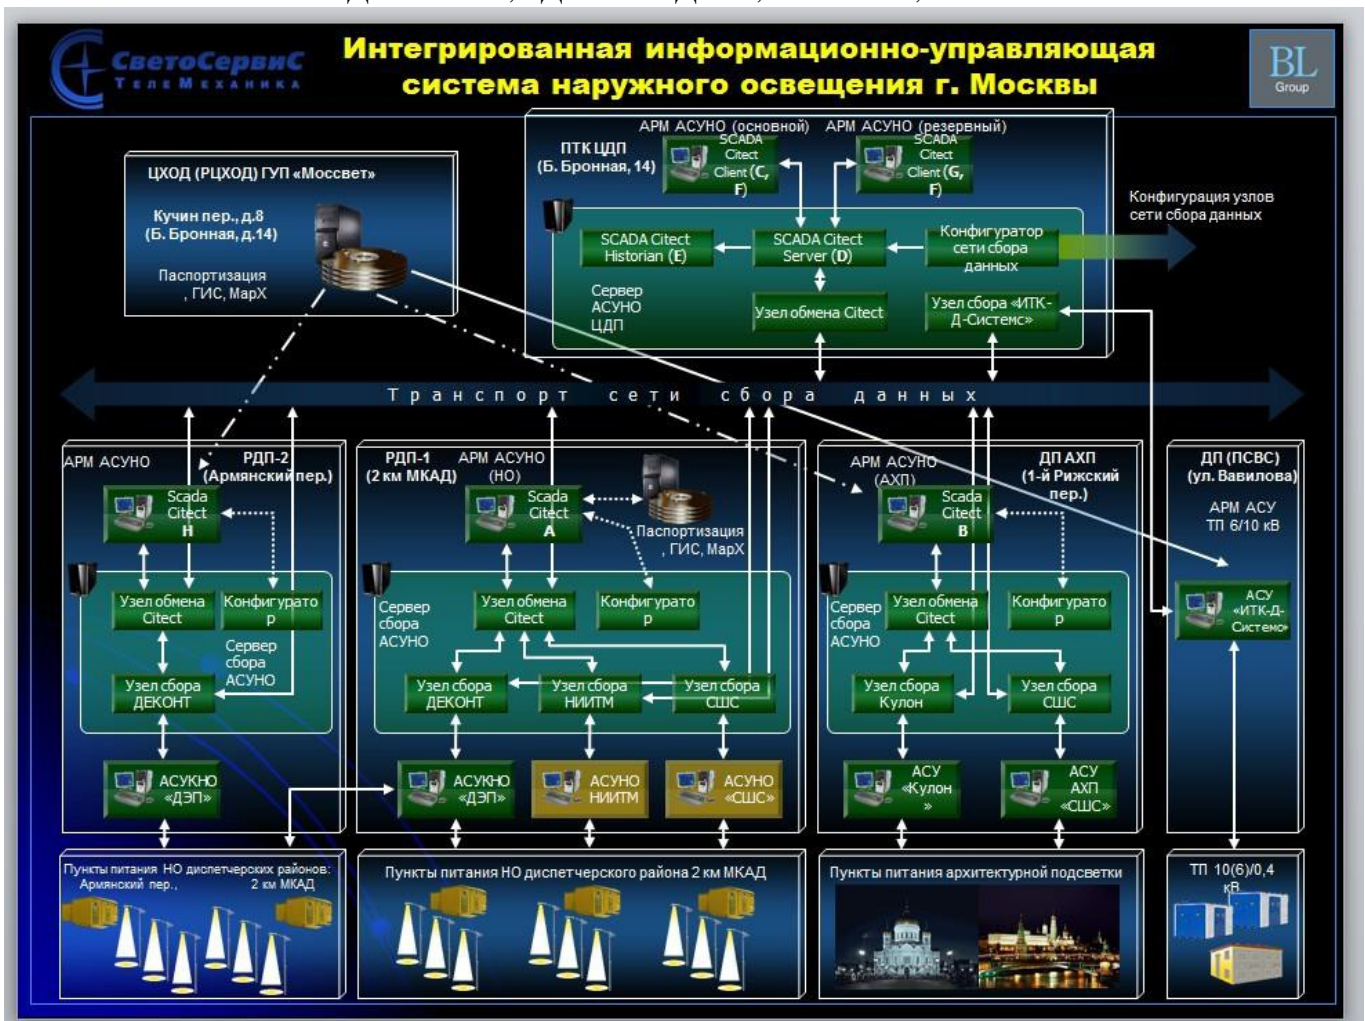 СветоСервиС
ТелеМеханика
Интегрированная информационно-управляющая
система наружного освещения г. Москвы
BL
Group
ЦХОД (РЦХОД) ГУП «Моссвет»
Кучин пер., д.8
(Б. Бронная, д.14)
Паспортизация
, ГИС, МарХ
АРМ АСУНО (основной)
АРМ АСУНО (резервный)
ПТК ЦДП
(Б. Бронная, 14)
SCADA
Citect
Client (C,
F)
SCADA
Citect
Client (G,
F)
SCADA Citect
Historian (E)
SCADA Citect
Server (D)
Конфигуратор
сети сбора
данных
Конфигурация узлов
сети сбора данных
Сервер
АСУНО
ЦДП
Узел обмена Citect
Узел сбора «ИТК-
Д-Системс»
Транспорт сети сбора данных
АРМ АСУНО
РДП-2
(Армянский пер.)
Scada
Citect
H
Узел обмена
Citect
Конфигурато
р
Сервер
сбора
АСУНО
Узел сбора
ДЕКОНТ
АСУКНО
«ДЭП»
РДП-1
(2 км МКАД)
АРМ АСУНО
(НО)
Scada
Citect
A
Паспортизация
, ГИС, МарХ
Сервер
сбора
АСУНО
Узел обмена
Citect
Конфигурато
р
Узел сбора
ДЕКОНТ
Узел сбора
НИИТМ
Узел сбора
СШС
АСУКНО
«ДЭП»
АСУНО
НИИТМ
АСУНО
«СШС»
АРМ АСУНО
(АХП)
ДП АХП
(1-й Рижский
пер.)
Scada
Citect
B
Сервер
сбора
АСУНО
Узел обмена
Citect
Конфигурато
р
Узел сбора
Кулон
Узел сбора
СШС
АСУ
«Кулон
»
АСУ
АХП
«СШС»
ДП (ПСВС)
(ул. Вавилова)
АРМ АСУ
ТП 6/10 кВ
АСУ
«ИТК-Д-
Системс»
Пункты питания НО диспетчерских районов:
Армянский пер., 2 км МКАД
Пункты питания НО диспетчерского района 2 км МКАД
Пункты питания архитектурной подсветки
ТП 10(6)/0,4
кВ